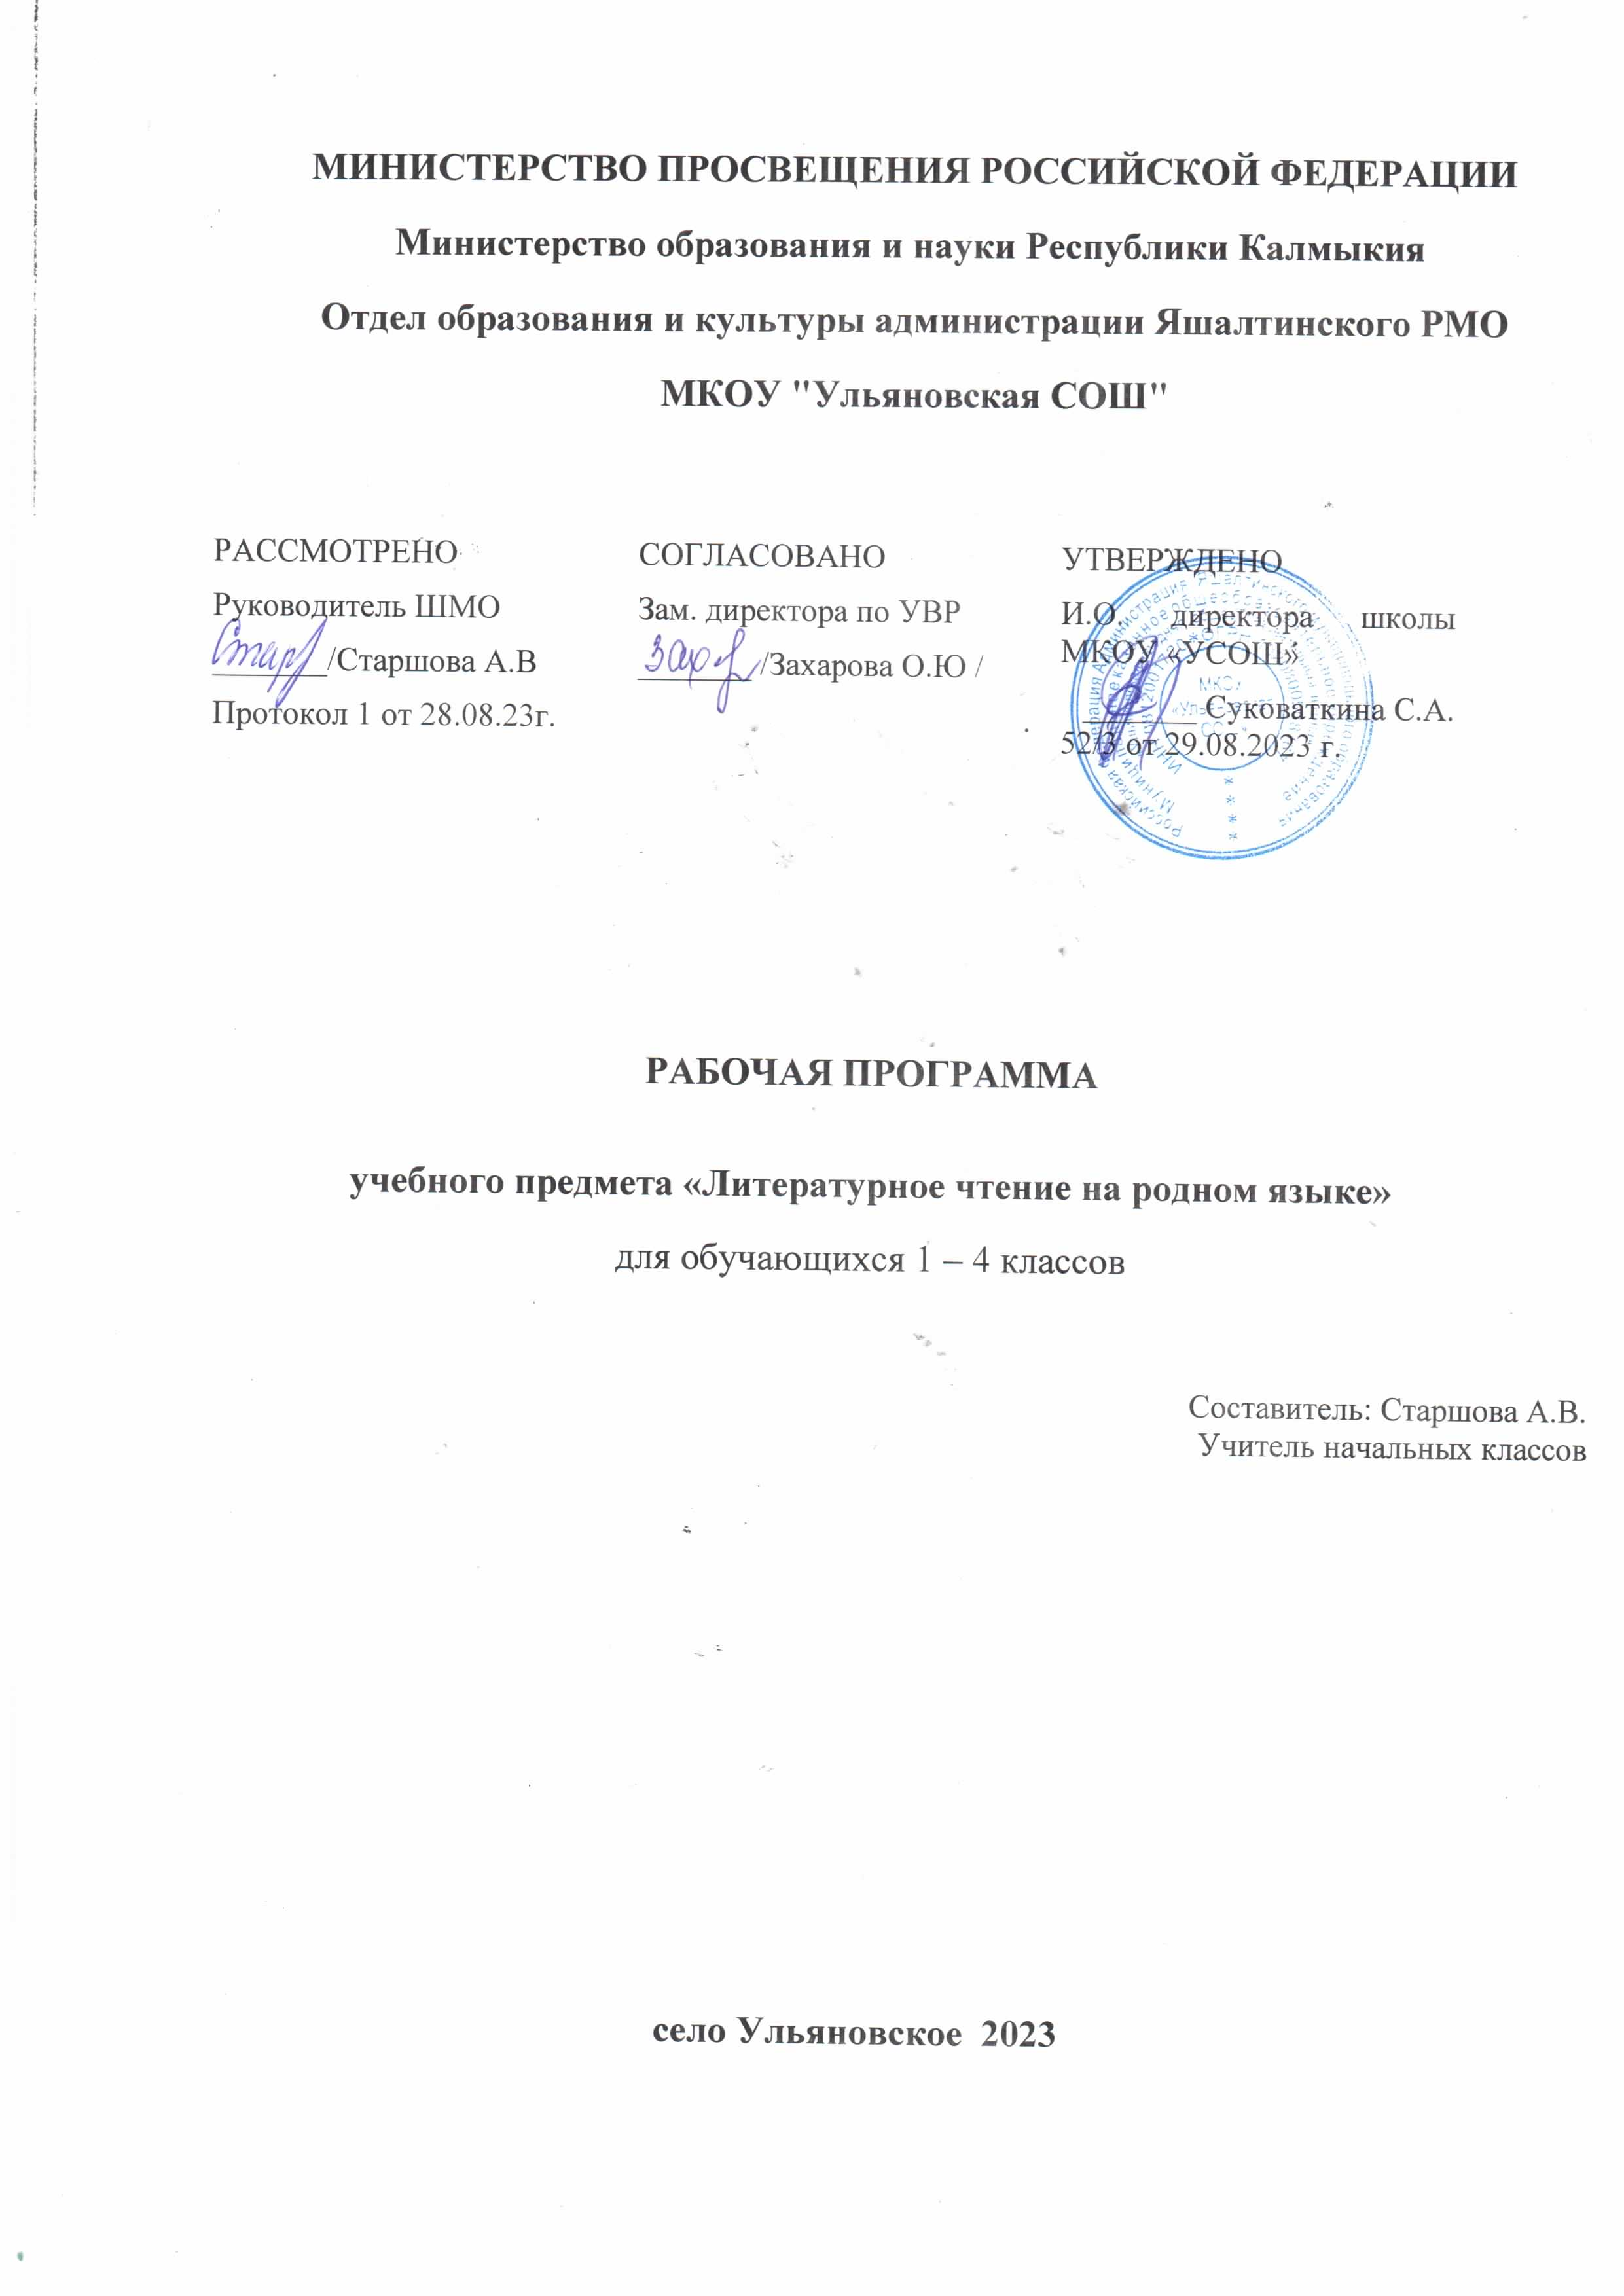 МИНИСТЕРСТВО ПРОСВЕЩЕНИЯ РОССИЙСКОЙ ФЕДЕРАЦИИ
Министерство образования и науки Республики Калмыкия
Отдел образования и культуры администрации Яшалтинского РМО
МКОУ "Ульяновская СОШ"
РАССМОТРЕНО
Руководитель ШМО
/Старшова А.В
Протокол 1 от 28.08.23г.
СОГЛАСОВАНО
Зам. директора по УВР
/Захарова О.Ю /
УТВЕРЖДЕНО
И.О. директора школы
МКОУ «УСОШ»
Суковаткина С.А.
52/3 от 29.08.2023 г.
РАБОЧАЯ ПРОГРАММА
учебного предмета «Литературное чтение на родном языке»
для обучающихся 1 – 4 классов
Составитель: Старшова А.В.
Учитель начальных классов
село Ульяновское 2023